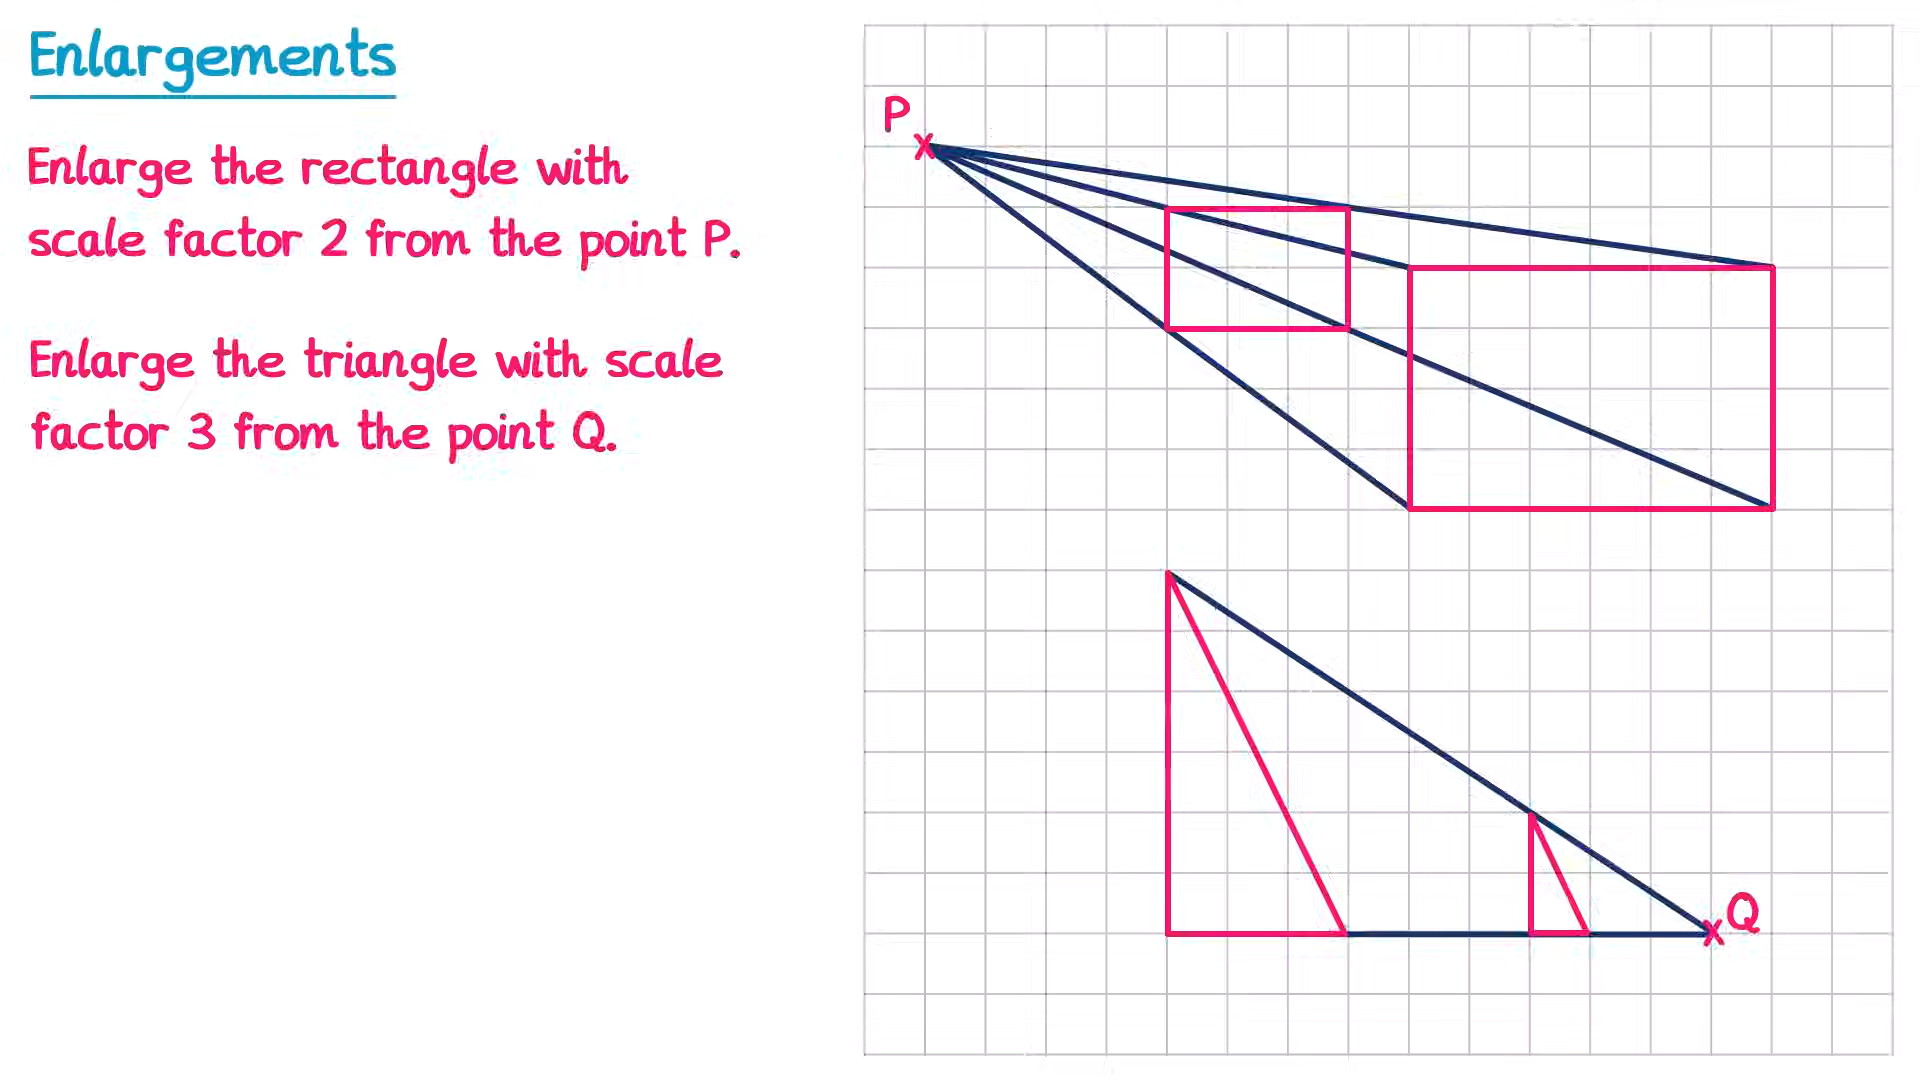 Enlargements
Enlarge the rectangle with
scale factor 2 from the point P.
Enlarge the triangle with scale
factor 3 from the point Q.
P
Q